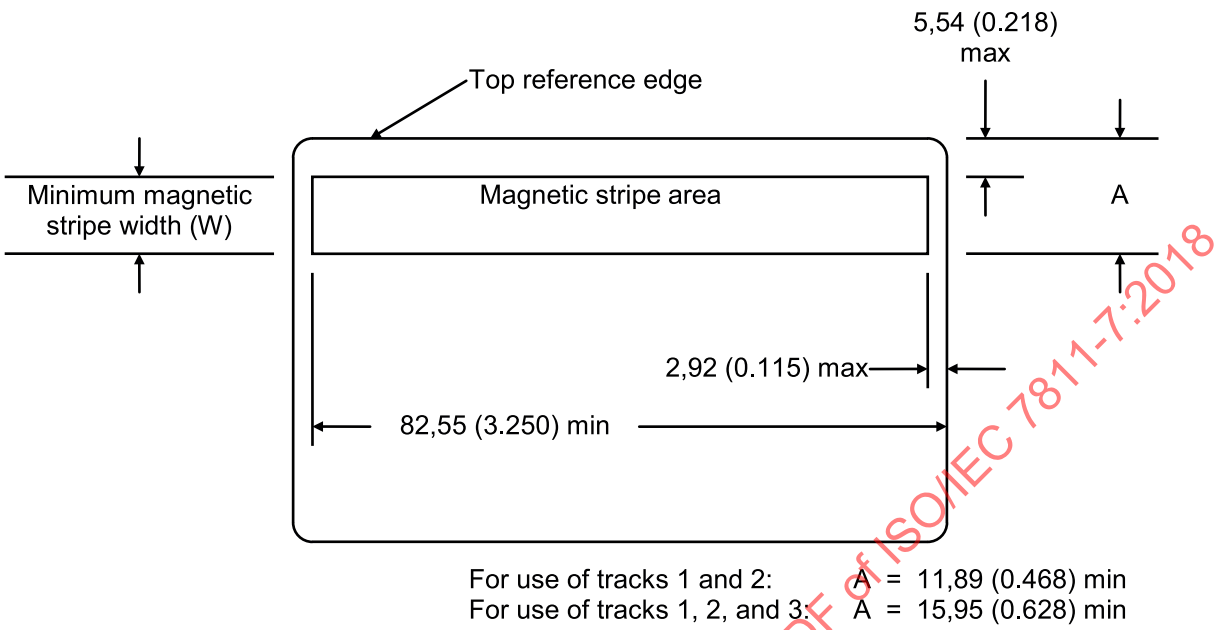 5,54 (0.218)
max
Top reference edge
Minimum magnetic
stripe width (W)
Magnetic stripe area
A
2,92 (0.115) max
82,55 (3.250) min
For use of tracks 1 and 2: A = 11,89 (0.468) min
For use of tracks 1, 2, and 3: A = 15,95 (0.628) min
PDF of ISO/IEC 7811-7:2018